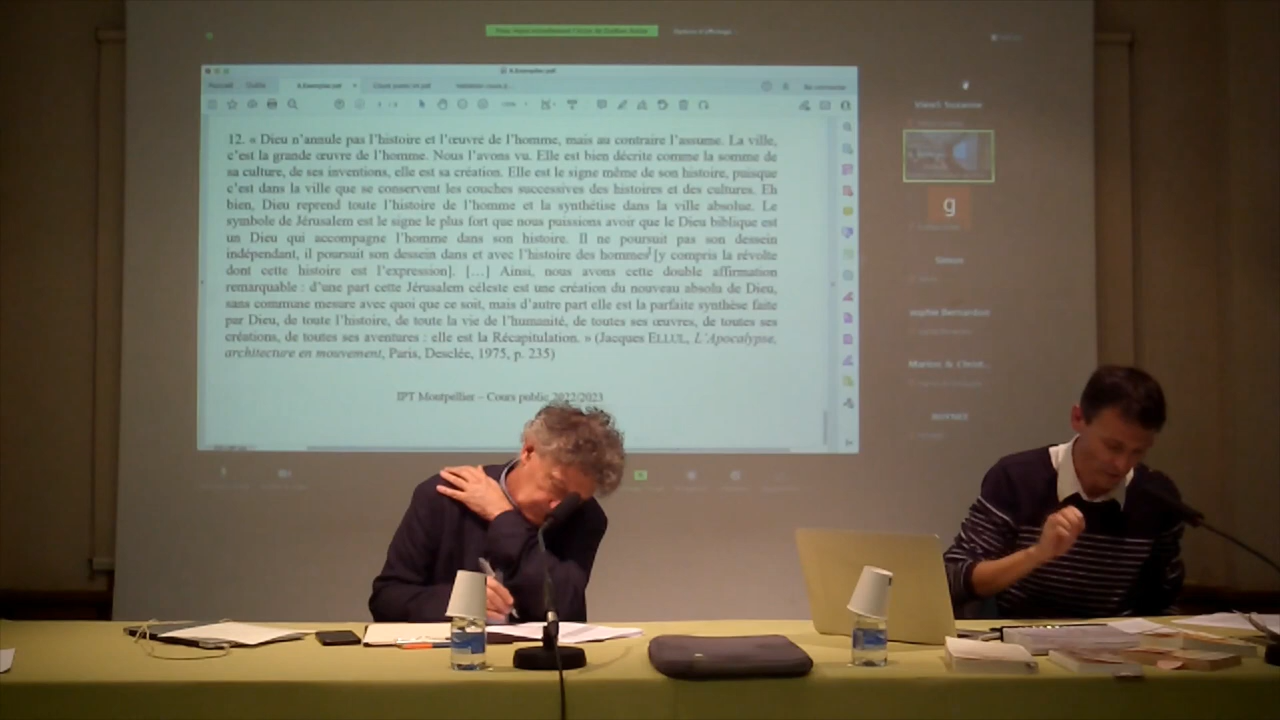 4.Exemplier.pdf
Accueil Outils 4.Exemplier.pdf
Se connecter
12. « Dieu n’annule pas l’histoire et l’œuvre de l’homme, mais au contraire l’assume. La ville,
c’est la grande œuvre de l’homme. Nous l’avons vu. Elle est bien décrite comme la somme de
sa culture, de ses inventions, elle est sa création. Elle est le signe même de son histoire, puisque
c’est dans la ville que se conservent les couches successives des histoires et des cultures. Eh
bien, Dieu reprend toute l’histoire de l’homme et la synthétise dans la ville absolue. Le
symbole de Jérusalem est le signe le plus fort que nous puissions avoir que le Dieu biblique est
un Dieu qui accompagne l’homme dans son histoire. Il ne poursuit pas son dessein
indépendant, il poursuit son dessein dans et avec l’histoire des hommes [y compris la révolte
dont cette histoire est l’expression]. […] Ainsi, nous avons cette double affirmation
remarquable : d’une part cette Jérusalem céleste est une création du nouveau absolu de Dieu,
sans commune mesure avec quoi que ce soit, mais d’autre part elle est la parfaite synthèse faite
par Dieu, de toute l’histoire, de toute la vie de l’humanité, de toutes ses œuvres, de toutes ses
créations, de toutes ses aventures : elle est la Récapitulation. » (Jacques ELLUL, L’Apocalypse,
architecture en mouvement, Paris, Desclée, 1975, p. 235)
IPT Montpellier – Cours public 2022/2023
g
Simon